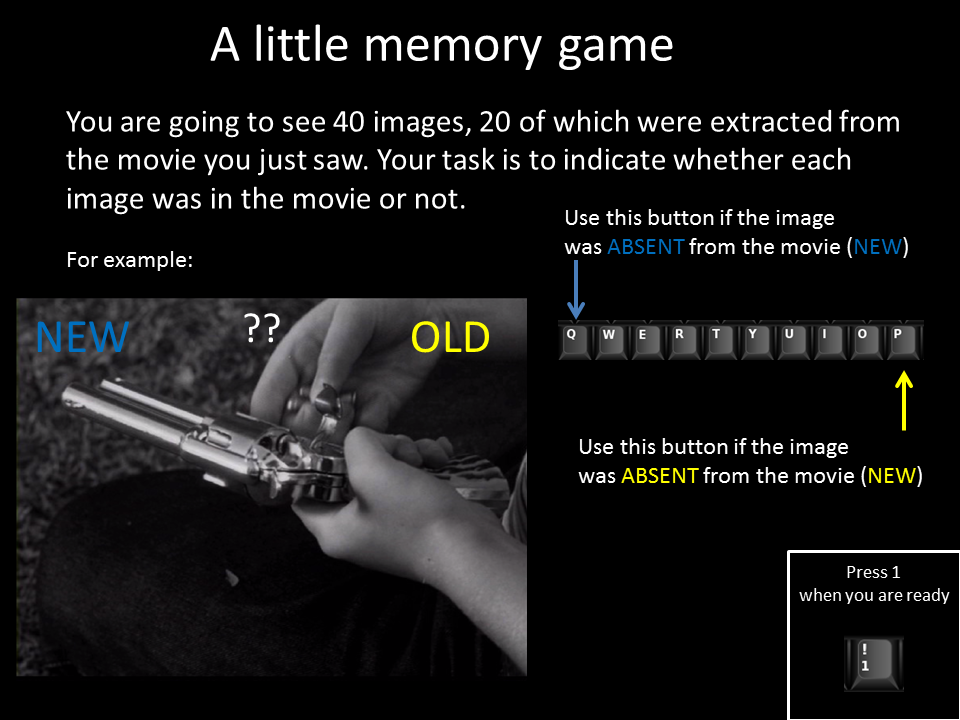 A little memory game
You are going to see 40 images, 20 of which were extracted from
the movie you just saw. Your task is to indicate whether each
image was in the movie or not.
Use this button if the image
was ABSENT from the movie (NEW)
For example:
NEW
??
OLD
Q W E R T Y U I O P
Use this button if the image
was ABSENT from the movie (NEW)
Press 1
when you are ready
!
1